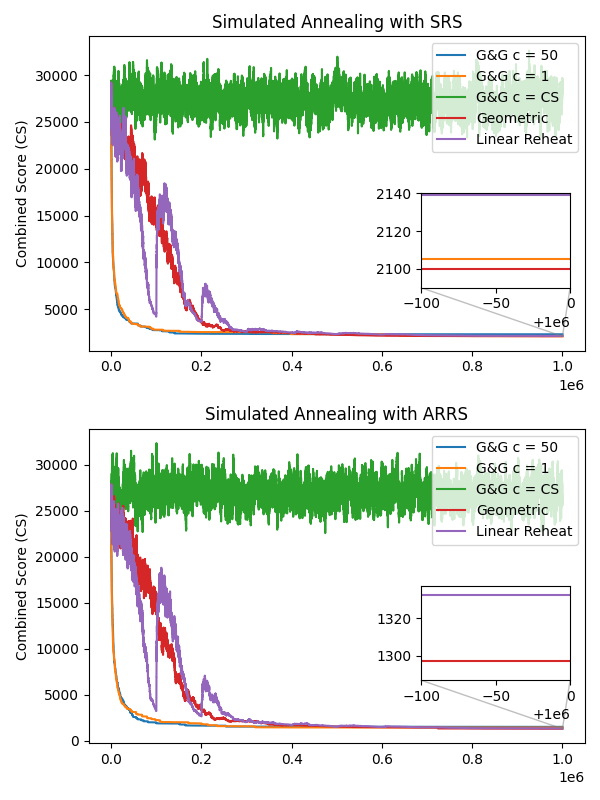 Simulated Annealing with SRS
G&G c = 50
G&G c = 1
G&G c = CS
Geometric
Linear Reheat
Combined Score (CS)
30000
25000
20000
15000
10000
5000
2140
2120
2100
−100 −50 0
+1e6
0.0 0.2 0.4 0.6 0.8 1.0
1e6
Simulated Annealing with ARRS
G&G c = 50
G&G c = 1
G&G c = CS
Geometric
Linear Reheat
Combined Score (CS)
30000
25000
20000
15000
10000
5000
0
1320
1300
−100 −50 0
+1e6
0.0 0.2 0.4 0.6 0.8 1.0
1e6